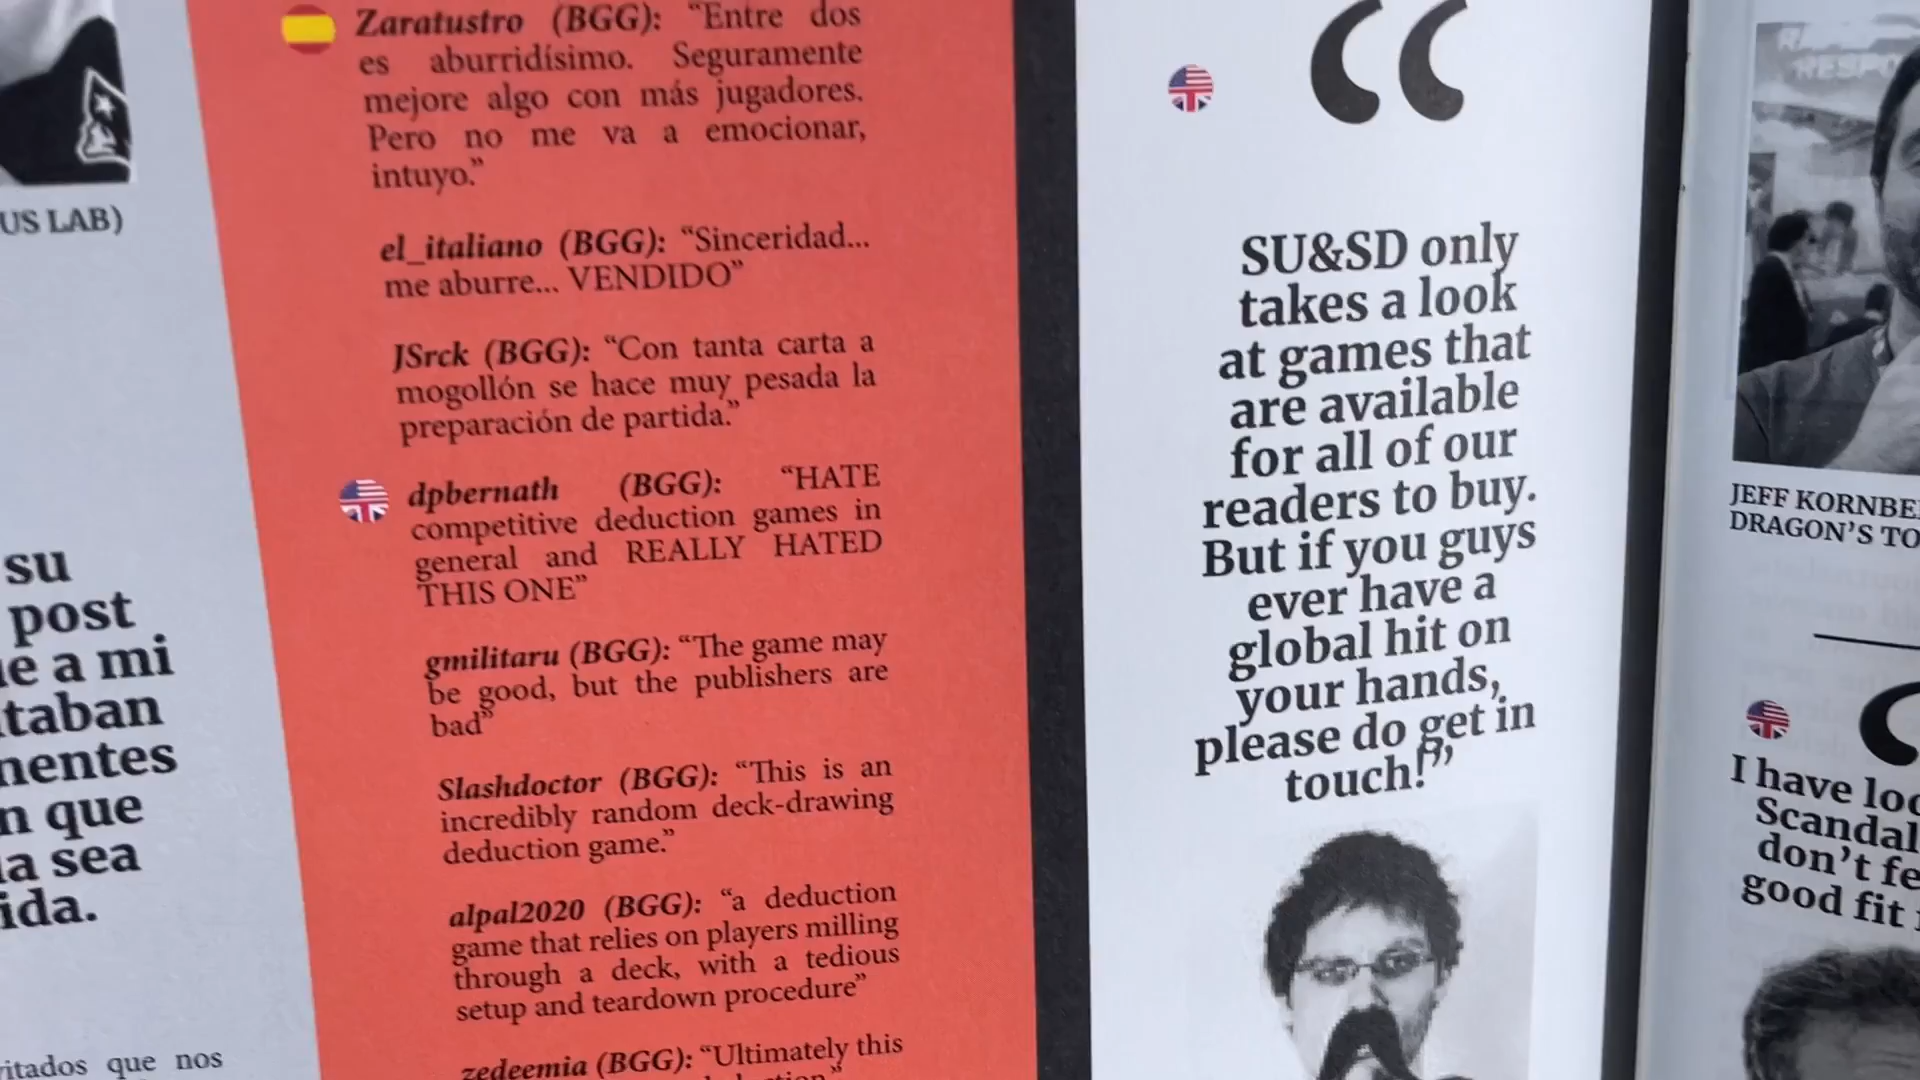 US LAB)
su
post
e a mi
taban
nentes
n que
a sea
ida.
ritados que nos
Zaratustro (BGG): “Entre dos
es aburridísimo. Seguramente
mejore algo con más jugadores.
Pero no me va a emocionar,
intuyo.”
el_italiano (BGG): “Sinceridad...
me aburre... VENDIDO”
JSrck (BGG): “Con tanta carta a
mogollón se hace muy pesada la
preparación de partida.”
dpbernath (BGG): “HATE
competitive deduction games in
general and REALLY HATED
THIS ONE”
gmilitaru (BGG): “The game may
be good, but the publishers are
bad”
Slashdoctor (BGG): “This is an
incredibly random deck-drawing
deduction game.”
alpal2020 (BGG): “a deduction
game that relies on players milling
through a deck, with a tedious
setup and teardown procedure”
zedeemia (BGG): “Ultimately this
“
SU&SD only
takes a look
at games that
are available
for all of our
readers to buy.
But if you guys
ever have a
global hit on
your hands,
please do get in
touch!”
RESPO
JEFF KORNBE
DRAGON’S TO
I have loo
Scandal
don’t fe
good fit